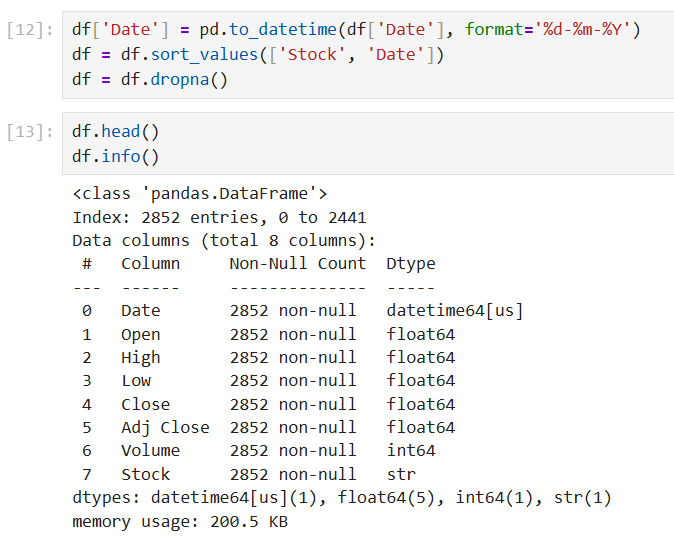 [12]: df['Date'] = pd.to_datetime(df['Date'], format='%d-%m-%Y')
df = df.sort_values(['Stock', 'Date'])
df = df.dropna()
[13]: df.head()
df.info()
<class 'pandas.DataFrame'>
Index: 2852 entries, 0 to 2441
Data columns (total 8 columns):
 #   Column     Non-Null Count  Dtype
---  ------     --------------  -----
 0   Date       2852 non-null   datetime64[us]
 1   Open       2852 non-null   float64
 2   High       2852 non-null   float64
 3   Low        2852 non-null   float64
 4   Close      2852 non-null   float64
 5   Adj Close  2852 non-null   float64
 6   Volume     2852 non-null   int64
 7   Stock      2852 non-null   str
dtypes: datetime64[us](1), float64(5), int64(1), str(1)
memory usage: 200.5 KB